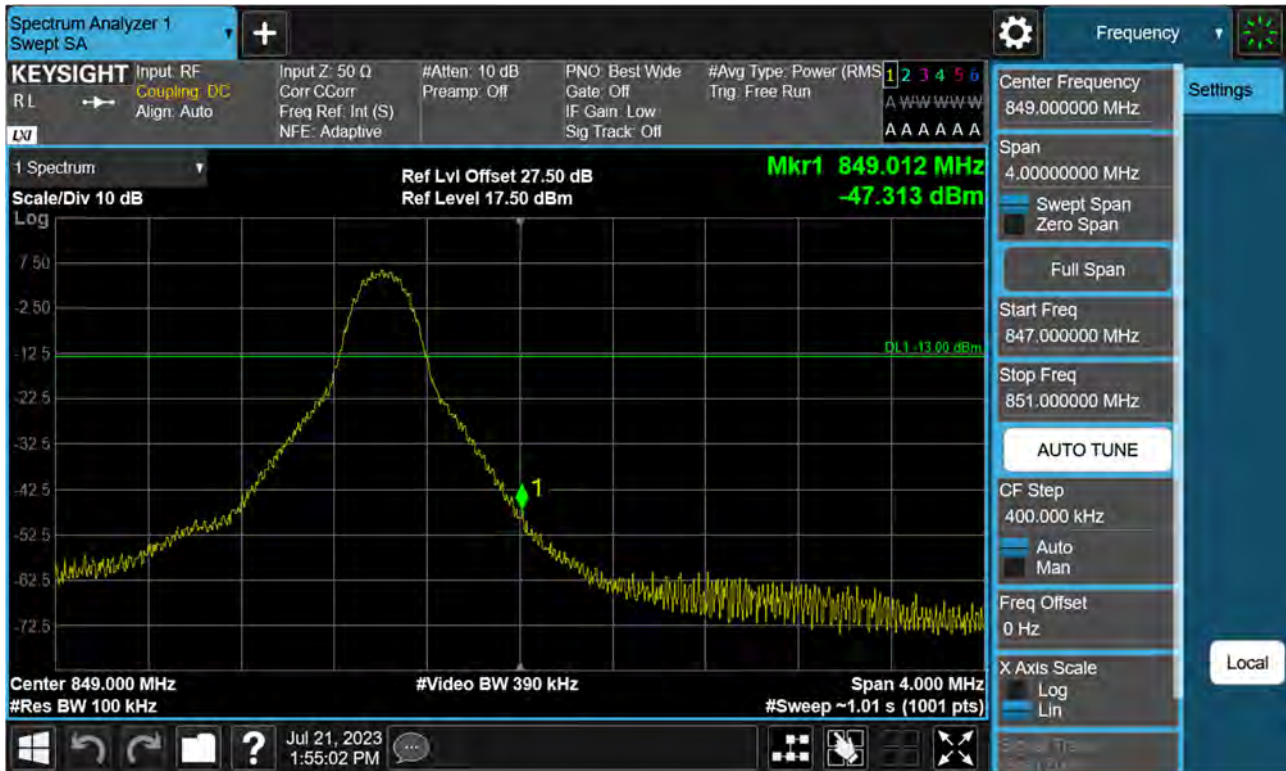 Spectrum Analyzer 1
Swept SA
Frequency
KEYSIGHT
RL
LXI
Input: RF
Coupling: DC
Align: Auto
Input Z: 50 Ω
Corr CCorr
Freq Ref: Int (S)
NFE: Adaptive
#Atten: 10 dB
Preamp: Off
PNO: Best Wide
Gate: Off
IF Gain: Low
Sig Track: Off
#Avg Type: Power (RMS
Trig: Free Run
1 2 3 4 5 6
A W W W W W
A A A A A A
1 Spectrum
Scale/Div 10 dB
Log
Ref Lvl Offset 27.50 dB
Ref Level 17.50 dBm
Mkr1 849.012 MHz
-47.313 dBm
7.50
-2.50
-12.5
-22.5
-32.5
-42.5
-52.5
-62.5
-72.5
DL1 -13.00 dBm
1
Center 849.000 MHz
#Res BW 100 kHz
#Video BW 390 kHz
Span 4.000 MHz
#Sweep ~1.01 s (1001 pts)
Center Frequency
849.000000 MHz
Settings
Span
4.00000000 MHz
Swept Span
Zero Span
Full Span
Start Freq
847.000000 MHz
Stop Freq
851.000000 MHz
AUTO TUNE
CF Step
400.000 kHz
Auto
Man
Freq Offset
0 Hz
X Axis Scale
Log
Lin
Local
?
Jul 21, 2023
1:55:02 PM